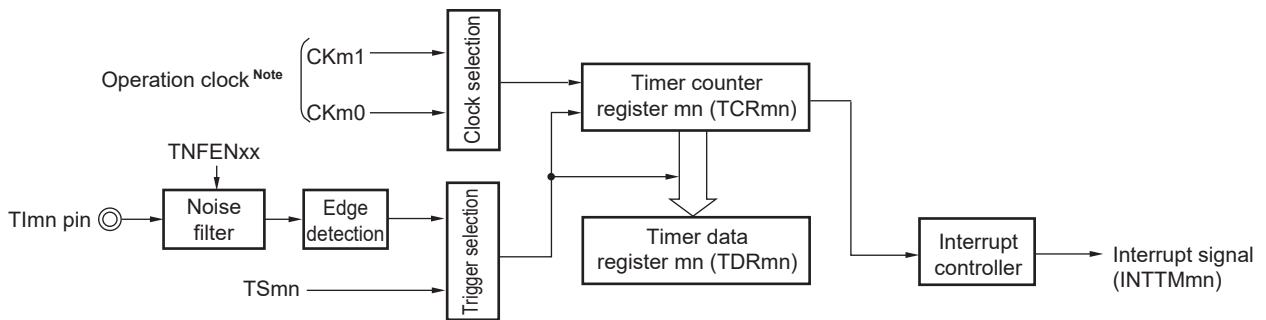 Operation clock Note
CKm1
CKm0
Clock selection
Timer counter
register mn (TCRmn)
TNFENxx
TImn pin
Noise
filter
Edge
detection
TSmn
Trigger selection
Timer data
register mn (TDRmn)
Interrupt
controller
Interrupt signal
(INTTMmn)